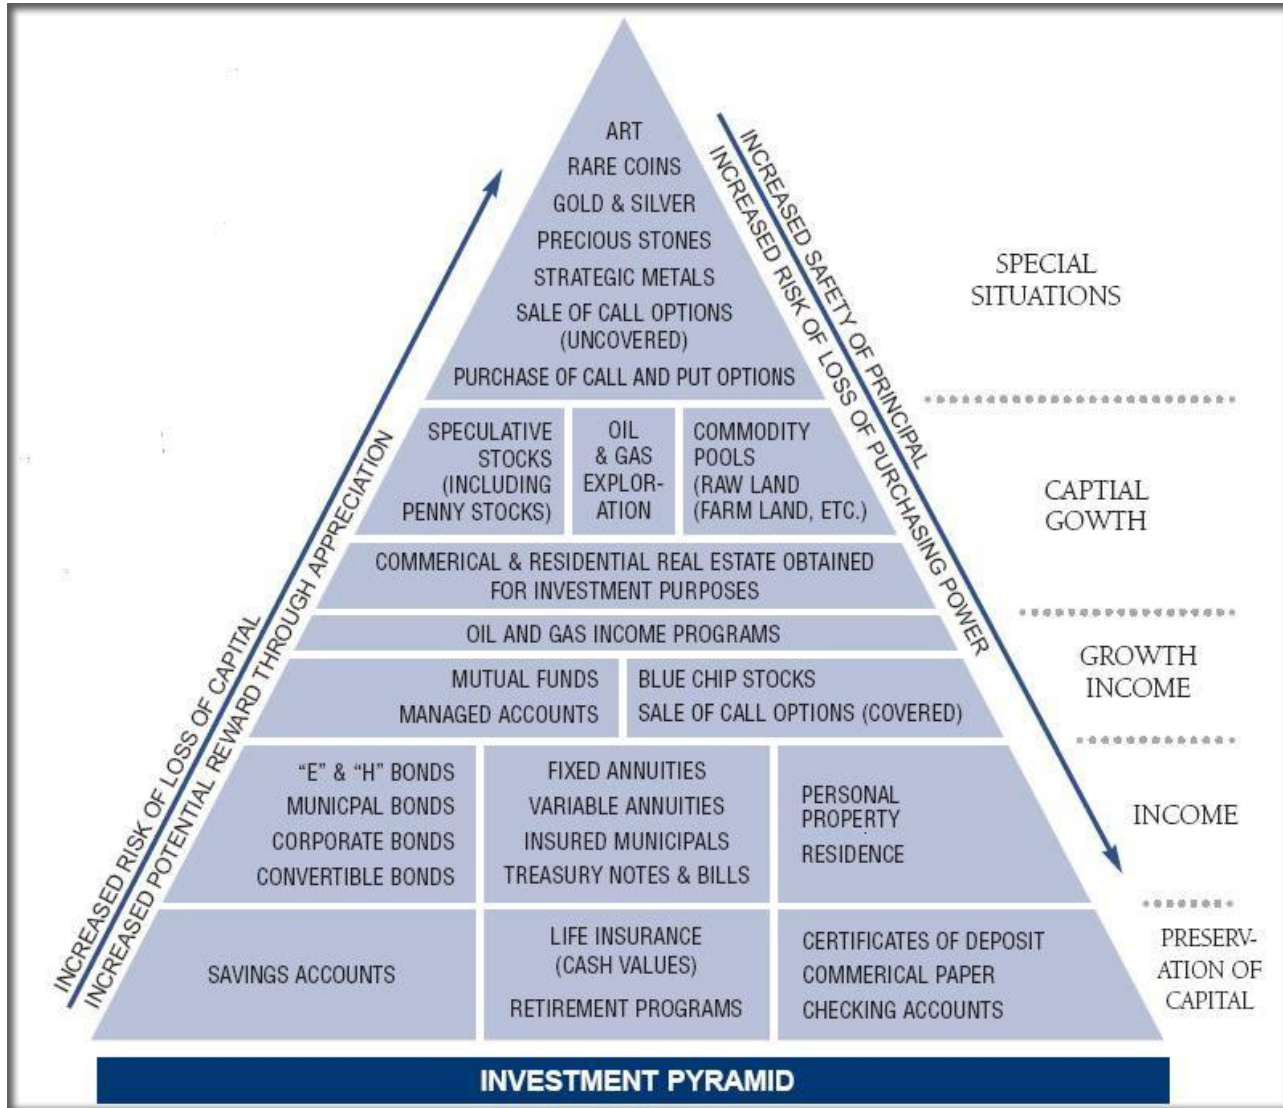 ART
RARE COINS
GOLD & SILVER
PRECIOUS STONES
STRATEGIC METALS
SALE OF CALL OPTIONS
(UNCOVERED)
PURCHASE OF CALL AND PUT OPTIONS
SPECULATIVE
STOCKS
(INCLUDING
PENNY STOCKS)
OIL
& GAS
EXPLOR-
ATION
COMMODITY
POOLS
(RAW LAND
(FARM LAND, ETC.)
COMMERICAL & RESIDENTIAL REAL ESTATE OBTAINED
FOR INVESTMENT PURPOSES
OIL AND GAS INCOME PROGRAMS
MUTUAL FUNDS
MANAGED ACCOUNTS
BLUE CHIP STOCKS
SALE OF CALL OPTIONS (COVERED)
“E” & “H” BONDS
MUNICPAL BONDS
CORPORATE BONDS
CONVERTIBLE BONDS
FIXED ANNUITIES
VARIABLE ANNUITIES
INSURED MUNICIPALS
TREASURY NOTES & BILLS
PERSONAL
PROPERTY
RESIDENCE
SAVINGS ACCOUNTS
LIFE INSURANCE
(CASH VALUES)
RETIREMENT PROGRAMS
CERTIFICATES OF DEPOSIT
COMMERICAL PAPER
CHECKING ACCOUNTS
INCREASED RISK OF LOSS OF CAPITAL
INCREASED POTENTIAL REWARD THROUGH APPRECIATION
INCREASED SAFETY OF PRINCIPAL
INCREASED RISK OF LOSS OF PURCHASING POWER
SPECIAL
SITUATIONS
CAPTIAL
GOWTH
GROWTH
INCOME
INCOME
PRESERV-
ATION OF
CAPITAL
INVESTMENT PYRAMID